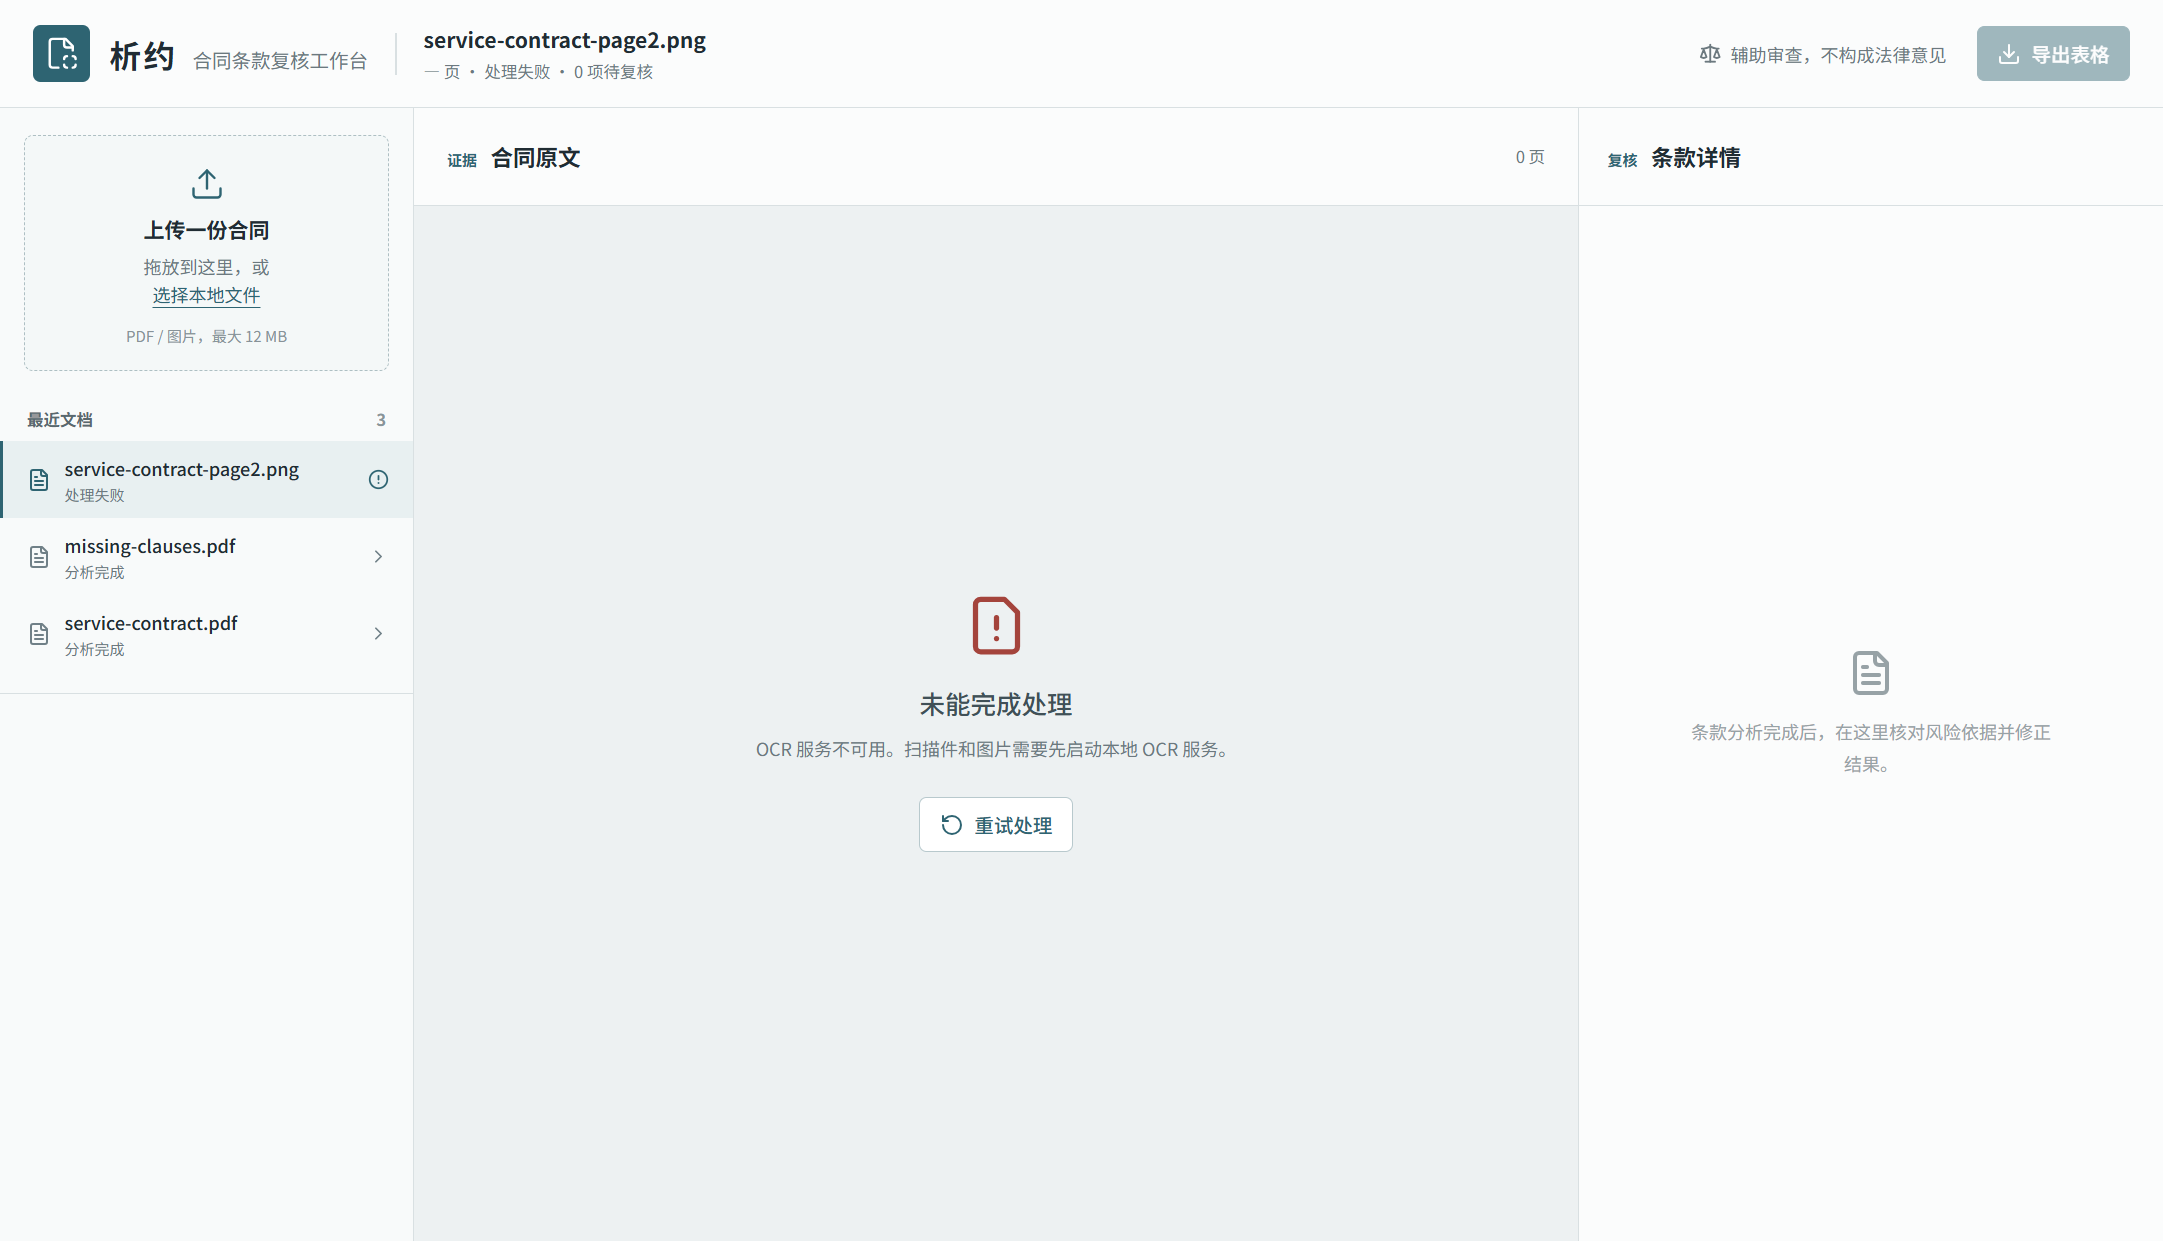 析约 合同条款复核工作台
service-contract-page2.png
— 页 · 处理失败 · 0 项待复核
辅助审查，不构成法律意见
导出表格
上传一份合同
拖放到这里，或
选择本地文件
PDF / 图片，最大 12 MB
最近文档 3
service-contract-page2.png
处理失败
missing-clauses.pdf
分析完成
service-contract.pdf
分析完成
证据 合同原文 0 页
未能完成处理
OCR 服务不可用。扫描件和图片需要先启动本地 OCR 服务。
重试处理
复核 条款详情
条款分析完成后，在这里核对风险依据并修正
结果。